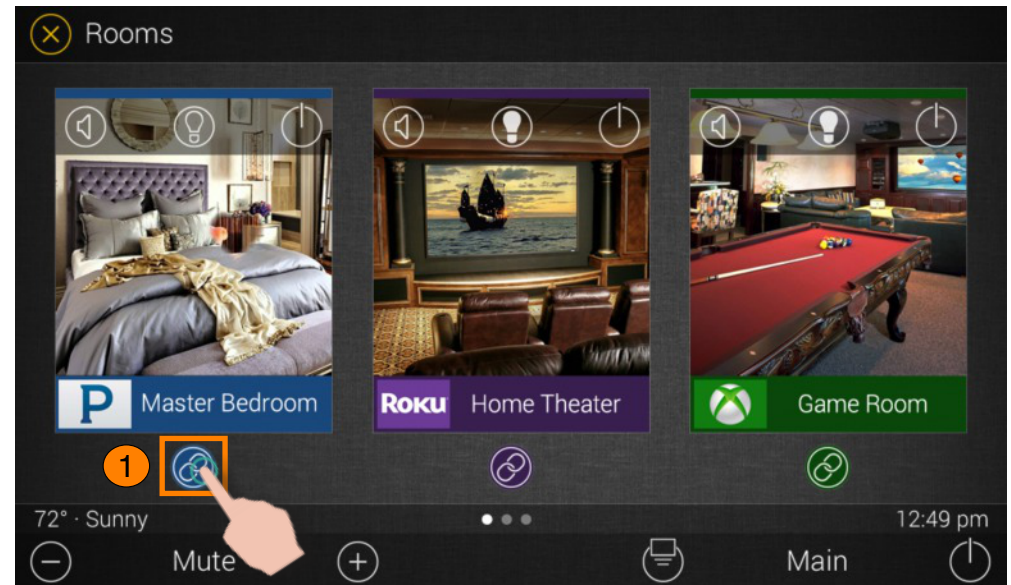 Rooms
P Master Bedroom
ROKU Home Theater
Game Room
1
72° · Sunny
12:49 pm
Mute
Main